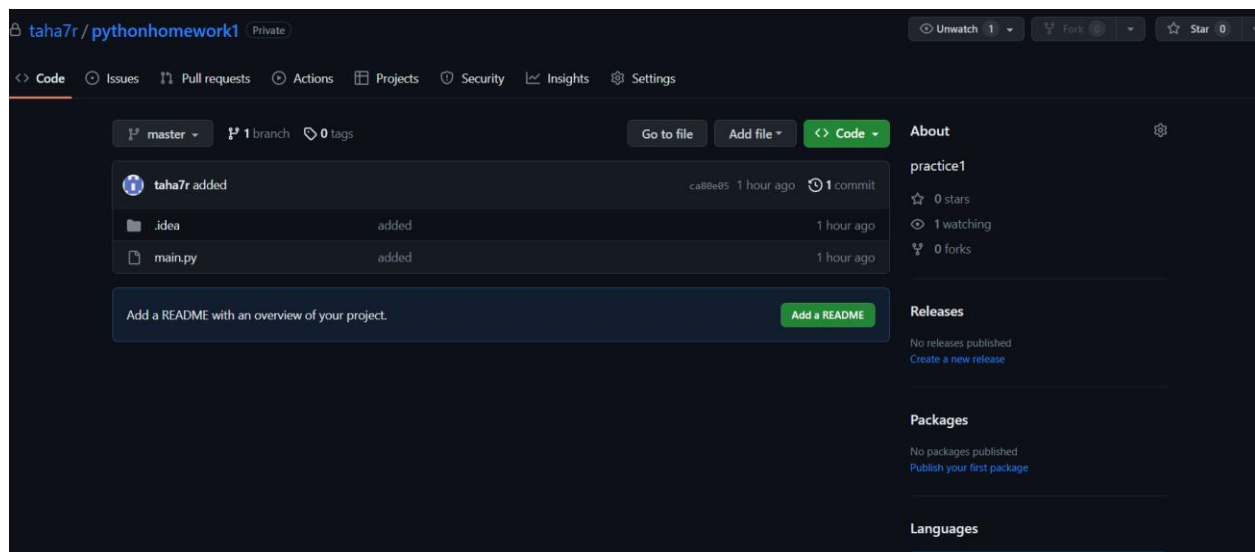 taha7r / pythonhomework1 Private
Unwatch 1
Fork 0
Star 0
<> Code
Issues
Pull requests
Actions
Projects
Security
Insights
Settings
master
1 branch
0 tags
Go to file
Add file
<> Code
taha7r added
ca80e05 1 hour ago
1 commit
.idea added 1 hour ago
main.py added 1 hour ago
Add a README with an overview of your project.
Add a README
About
practice1
0 stars
1 watching
0 forks
Releases
No releases published
Create a new release
Packages
No packages published
Publish your first package
Languages